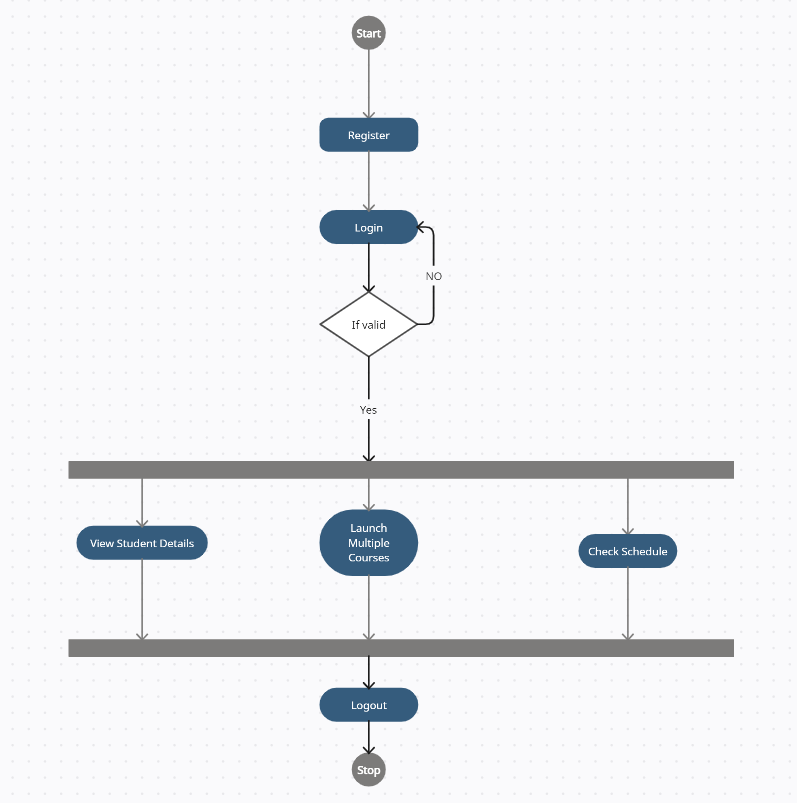 Start
Register
Login
NO
If valid
Yes
View Student Details
Launch
Multiple
Courses
Check Schedule
Logout
Stop